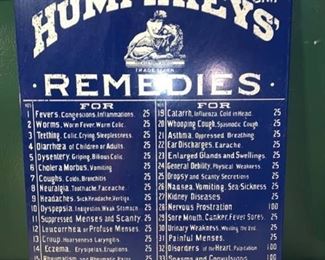 HUMPHREYS'
TRADE MARK
REMEDIES
FOR
1 Fevers, Congestions, Inflammations. 25
2 Worms, Worm Fever, Worm Colic. 25
3 Teething, Colic, Crying, Sleeplessness. 25
4 Diarrhea, of Children or Adults. 25
5 Dysentery, Griping, Bilious Colic 25
6 Cholera Morbus, Vomiting 25
7 Coughs, Colds, Bronchitis 25
8 Neuralgia, Toothache, Faceache 25
9 Headaches, Sick Headache, Vertigo. 25
10 Dyspepsia, Indigestion, Weak Stomach 25
11 Suppressed Menses and Scanty. 25
12 Leucorrhea, or Profuse Menses 25
13 Croup, Hoarseness, Laryngitis 25
14 Eczema, Erysipelas, Eruptions 25
15
FOR
19 Catarrh, Influenza, Cold in Head. 25
20 Whooping Cough, Spasmodic Cough. 25
21 Asthma, Oppressed Breathing 25
22 Ear Discharges, Earache. 25
23 Enlarged Glands and Swellings. 25
24 General Debility, Physical Weakness. 25
25 Dropsy and Scanty Secretions 25
26 Nausea, Vomiting, Sea-Sickness 25
27 Kidney Diseases 25
28 Nervous Prostration 100
29 Sore Mouth, Canker, Fever Sores. 25
30 Urinary Weakness, Wetting the Bed. 25
31 Painful Menses. 25
32 Disorders of the Heart, Palpitation 100
33 Spasms and Convulsions 100